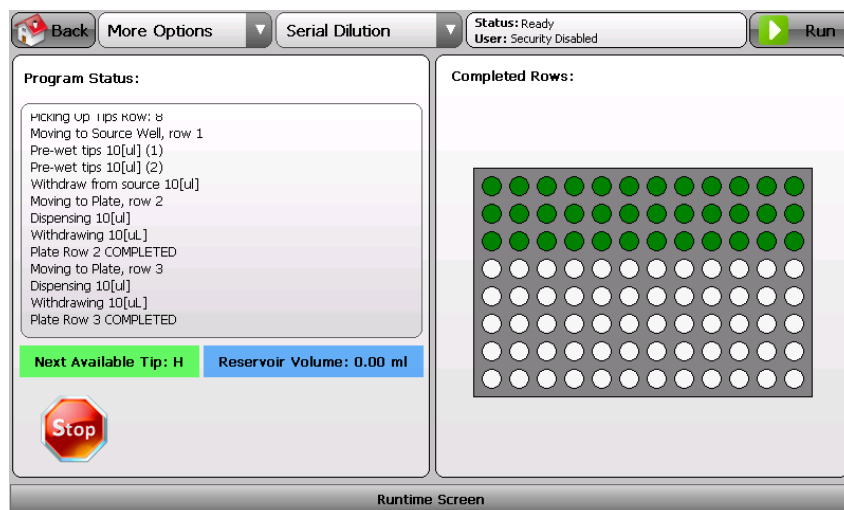 Back
More Options
Serial Dilution
Status: Ready
User: Security Disabled
Run
Program Status:
Picking Up Tips Row: 8
Moving to Source Well, row 1
Pre-wet tips 10[ul] (1)
Pre-wet tips 10[ul] (2)
Withdraw from source 10[ul]
Moving to Plate, row 2
Dispensing 10[ul]
Withdrawing 10[uL]
Plate Row 2 COMPLETED
Moving to Plate, row 3
Dispensing 10[ul]
Withdrawing 10[uL]
Plate Row 3 COMPLETED
Next Available Tip: H
Reservoir Volume: 0.00 ml
Stop
Completed Rows:
Runtime Screen